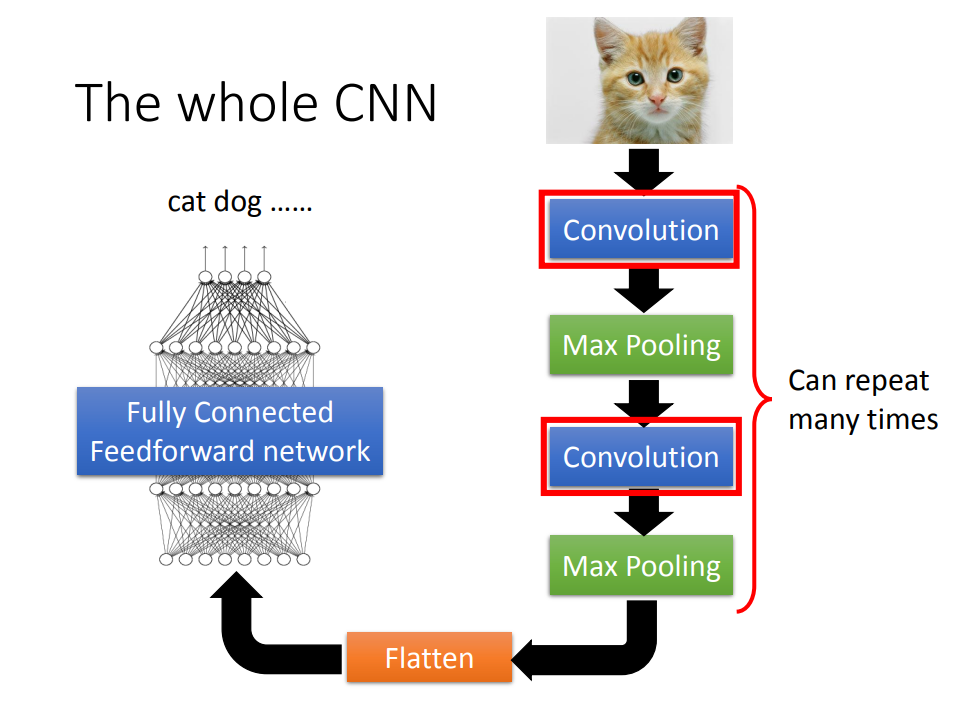 The whole CNN
cat dog ……
Convolution
Max Pooling
Convolution
Max Pooling
Can repeat
many times
Flatten
Fully Connected
Feedforward network